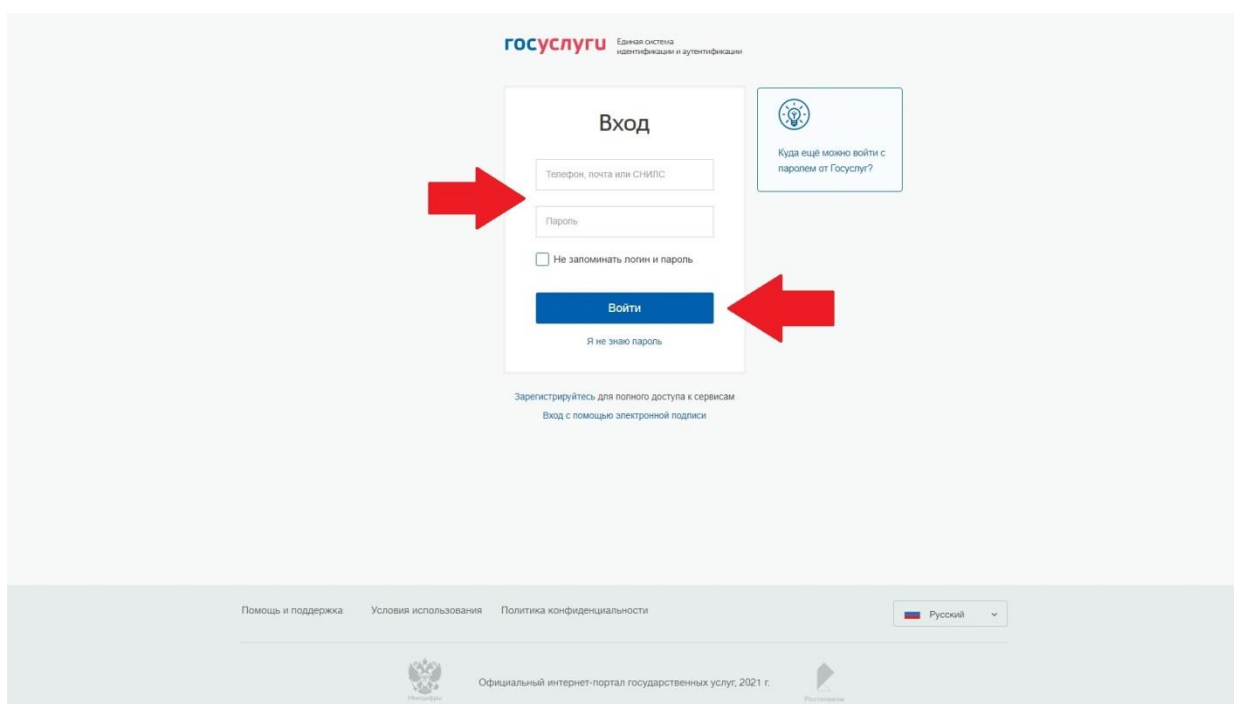 госуслуги
Единая система
идентификации и аутентификации
Вход
Телефон, почта или СНИЛС
Пароль
Не запоминать логин и пароль
Войти
Я не знаю пароль
Куда ещё можно войти с
паролем от Госуслуг?
Зарегистрируйтесь для полного доступа к сервисам
Вход с помощью электронной подписи
Помощь и поддержка
Условия использования
Политика конфиденциальности
Русский
Минцифры
Официальный интернет-портал государственных услуг, 2021 г.
Ростелеком